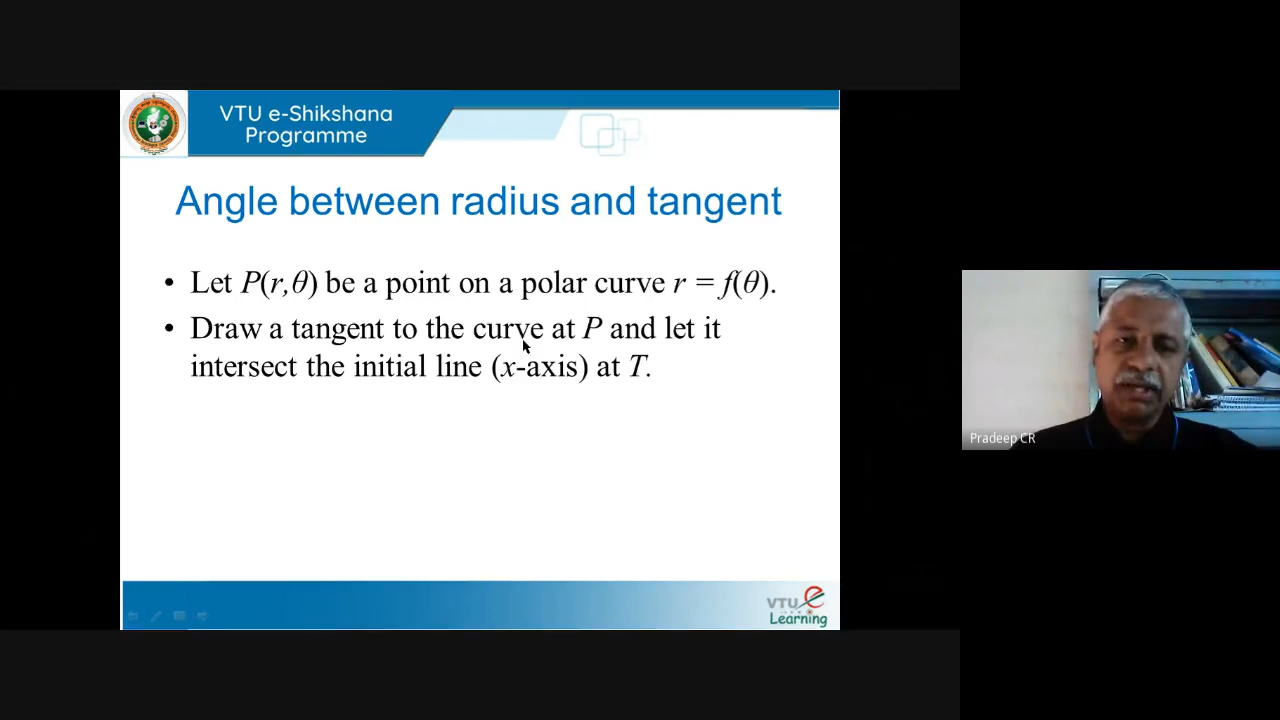 VTU e-Shikshana
Programme
Angle between radius and tangent
• Let P(r,θ) be a point on a polar curve r = f(θ).
• Draw a tangent to the curve at P and let it
intersect the initial line (x-axis) at T.
Pradeep CR
VTU e
Learning